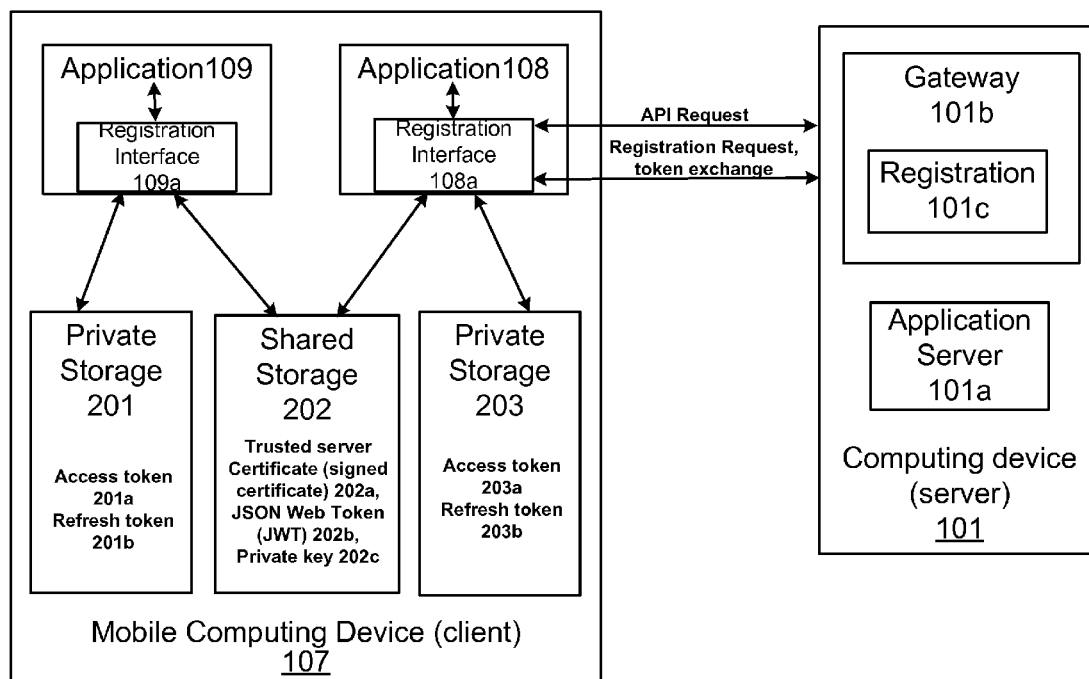 Application109
Registration
Interface
109a
Application108
Registration
Interface
108a
API Request
Registration Request,
token exchange
Gateway
101b
Registration
101c
Application
Server
101a
Computing device
(server)
101
Private
Storage
201
Access token
201a
Refresh token
201b
Shared
Storage
202
Trusted server
Certificate (signed
certificate) 202a,
JSON Web Token
(JWT) 202b,
Private key 202c
Private
Storage
203
Access token
203a
Refresh token
203b
Mobile Computing Device (client)
107